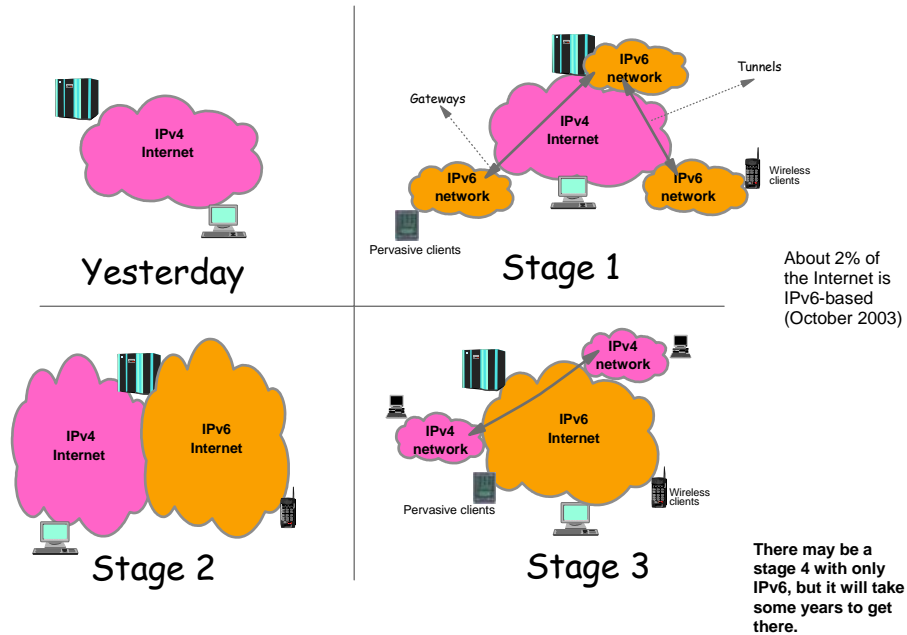 IPv4
Internet
Yesterday
IPv6
network
Tunnels
Gateways
IPv4
Internet
IPv6
network
IPv6
network
Wireless
clients
Pervasive clients
Stage 1
About 2% of
the Internet is
IPv6-based
(October 2003)
IPv4
Internet
IPv6
Internet
Stage 2
IPv4
network
IPv4
network
IPv6
Internet
Pervasive clients
Wireless
clients
Stage 3
There may be a
stage 4 with only
IPv6, but it will take
some years to get
there.